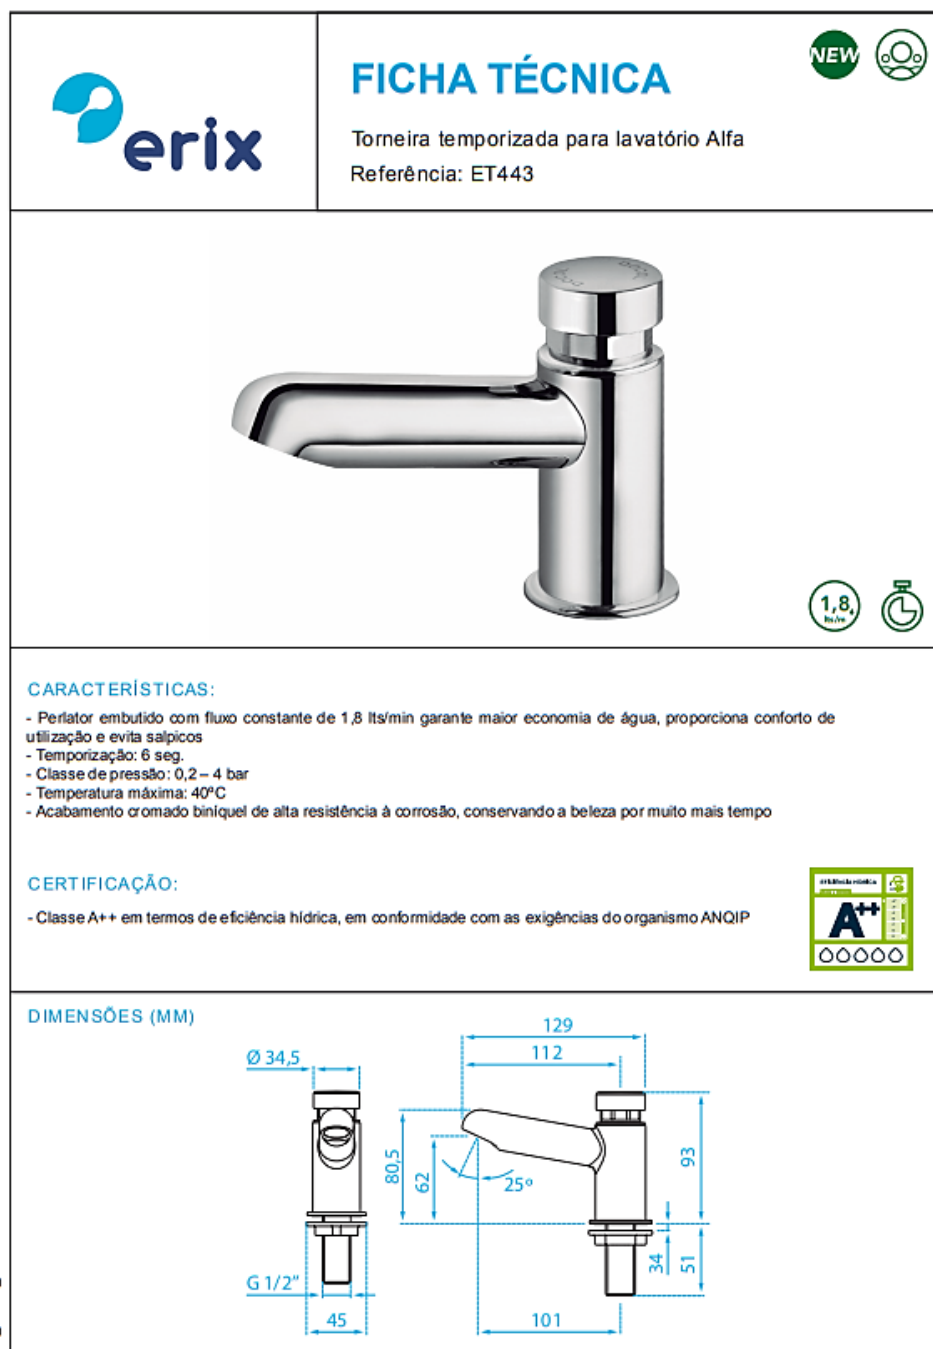 erix
FICHA TÉCNICA
NEW
Torneira temporizada para lavatório Alfa
Referência: ET443
1,8
lts/m
CARACTERÍSTICAS:
- Perlator embutido com fluxo constante de 1,8 lts/min garante maior economia de água, proporciona conforto de
utilização e evita salpicos
- Temporização: 6 seg.
- Classe de pressão: 0,2 – 4 bar
- Temperatura máxima: 40ºC
- Acabamento cromado biníquel de alta resistência à corrosão, conservando a beleza por muito mais tempo
CERTIFICAÇÃO:
- Classe A++ em termos de eficiência hídrica, em conformidade com as exigências do organismo ANQIP
A++
DIMENSÕES (MM)
129
112
Ø 34,5
80,5
62
25º
93
34
51
G 1/2”
45
101